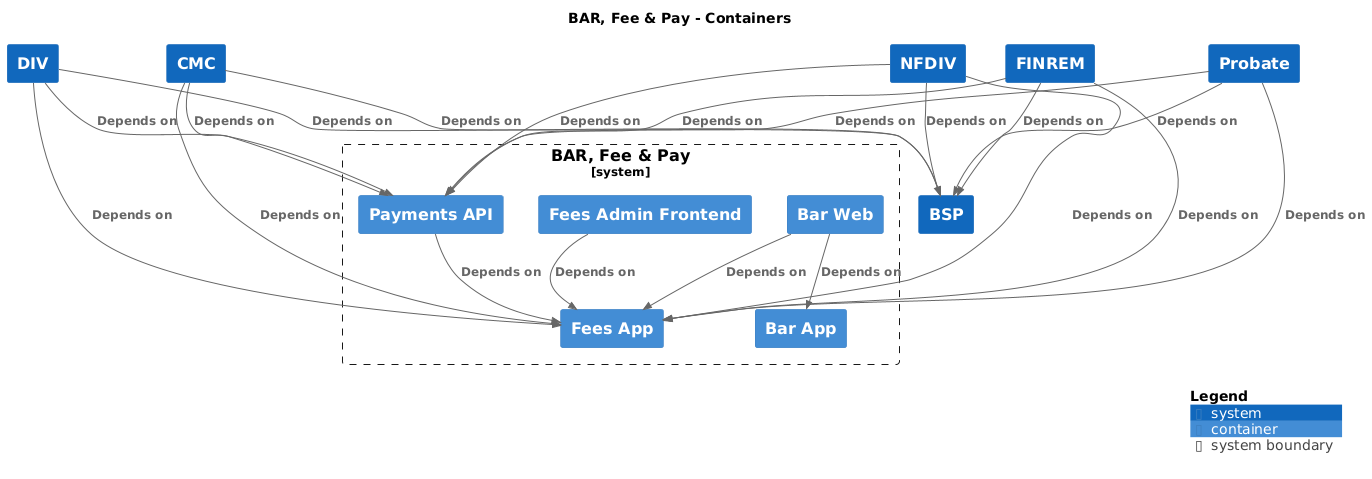 BAR, Fee & Pay - Containers
DIV
CMC
NFDIV
FINREM
Probate
Depends on
Depends on
Depends on
Depends on
Depends on
Depends on
Depends on
Depends on
Depends on
Depends on
BAR, Fee & Pay
[system]
Payments API
Fees Admin Frontend
Bar Web
BSP
Depends on
Depends on
Depends on
Depends on
Depends on
Depends on
Depends on
Depends on
Depends on
Fees App
Bar App
Legend
system
container
system boundary